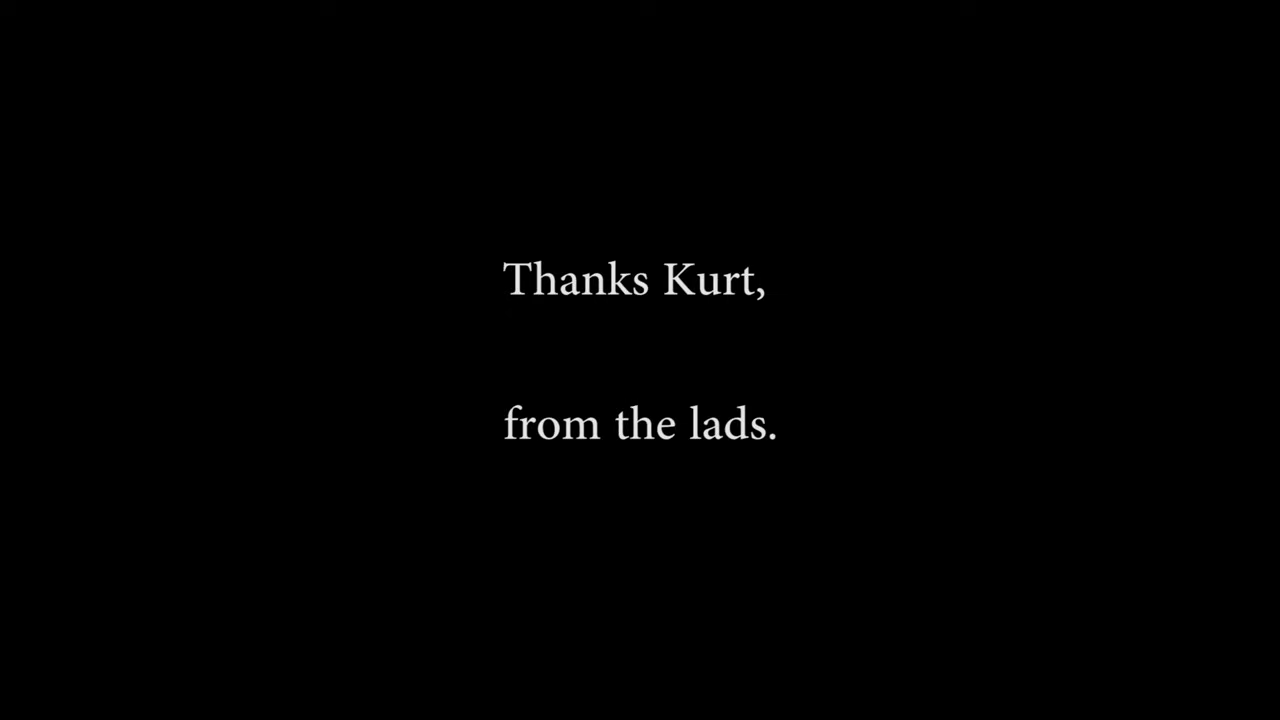 Thanks Kurt,
from the lads.